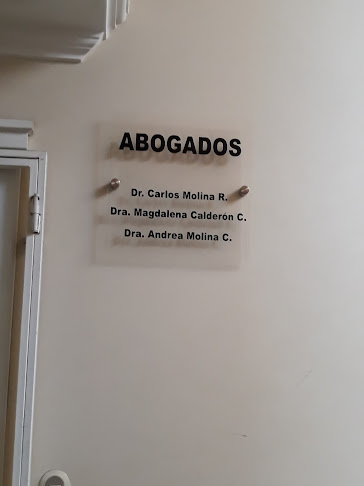 ABOGADOS
Dr. Carlos Molina R.
Dra. Magdalena Calderón C.
Dra. Andrea Molina C.